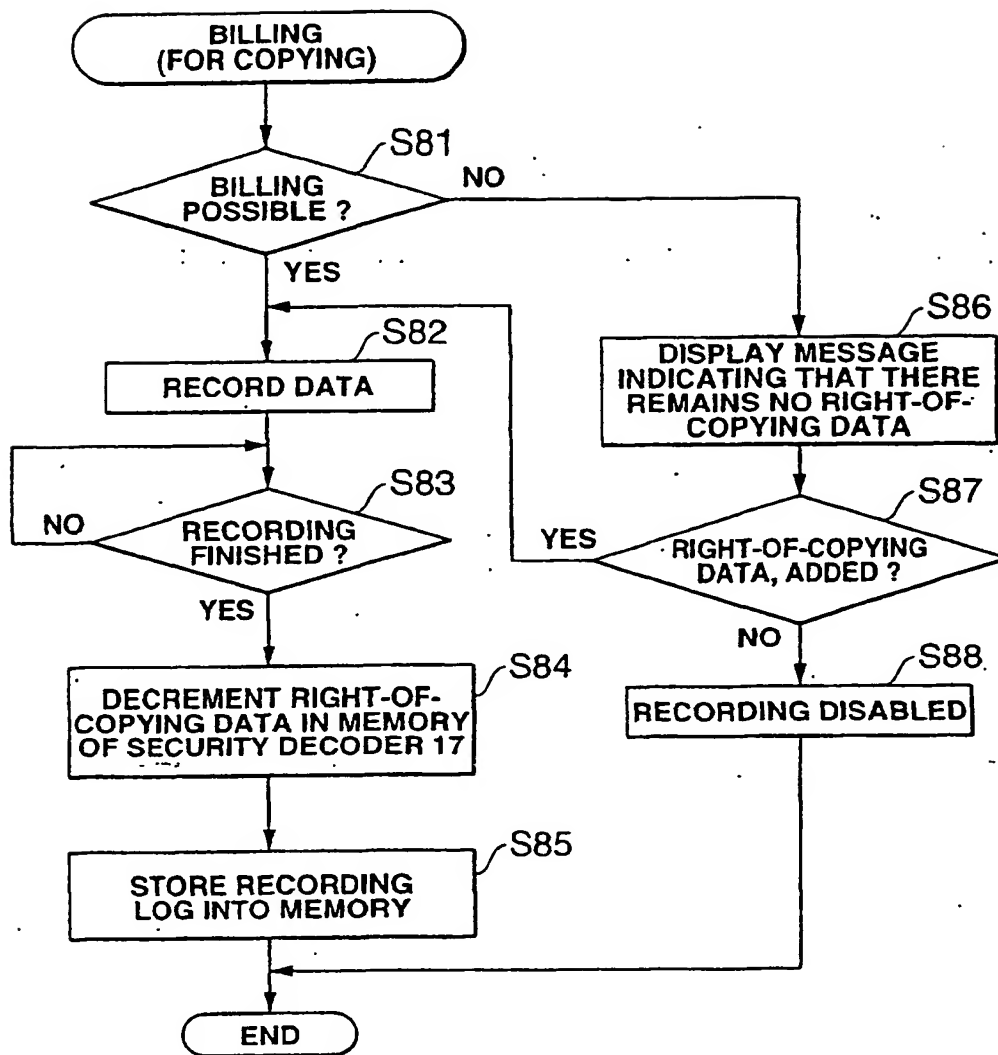 BILLING
(FOR COPYING)
S81
BILLING
POSSIBLE ?
NO
YES
S82
RECORD DATA
S83
RECORDING
FINISHED ?
NO
YES
S84
DECREMENT RIGHT-OF-
COPYING DATA IN MEMORY
OF SECURITY DECODER 17
S85
STORE RECORDING
LOG INTO MEMORY
S86
DISPLAY MESSAGE
INDICATING THAT THERE
REMAINS NO RIGHT-OF-
COPYING DATA
S87
RIGHT-OF-COPYING
DATA, ADDED ?
YES
NO
S88
RECORDING DISABLED
END